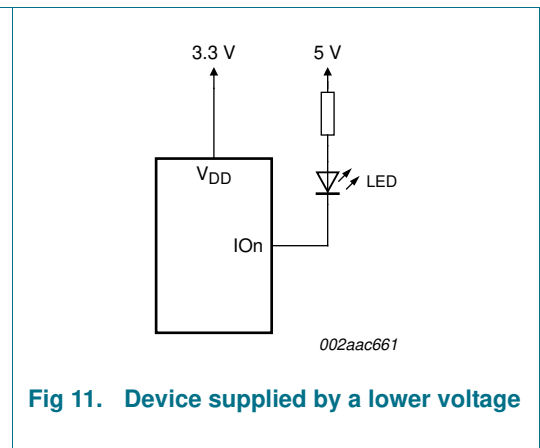 3.3 V
5 V
VDD
LED
IOn
002aac661
Fig 11. Device supplied by a lower voltage